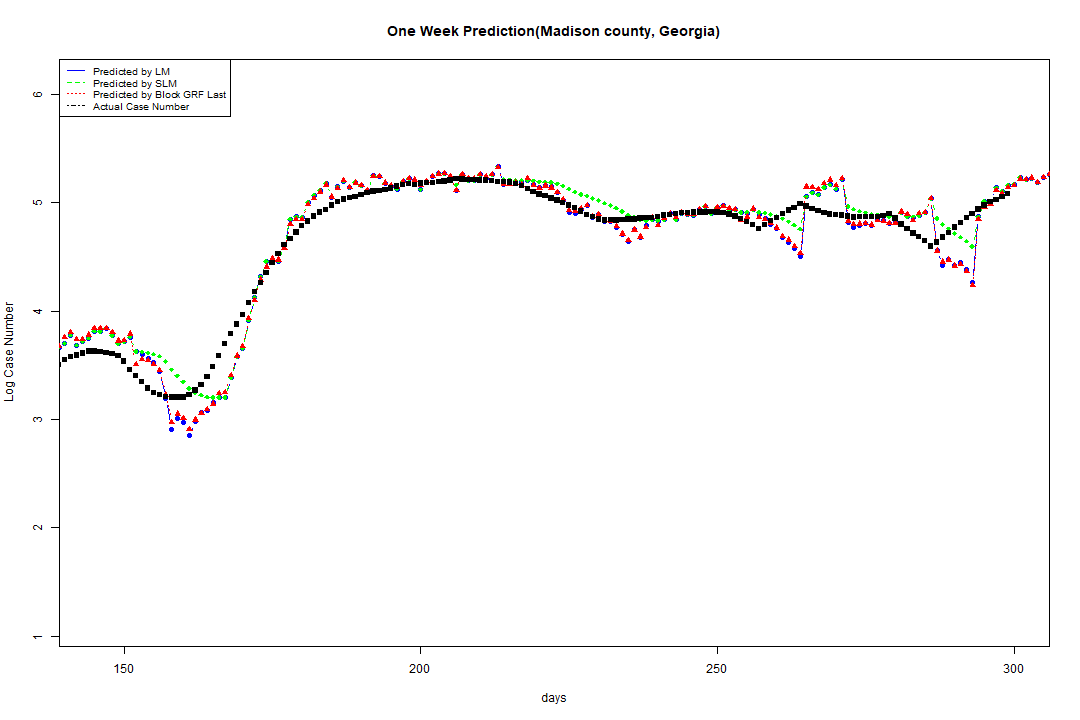 One Week Prediction(Madison county, Georgia)
Predicted by LM
Predicted by SLM
Predicted by Block GRF Last
Actual Case Number
6
5
4
3
2
1
Log Case Number
150 200 250 300
days